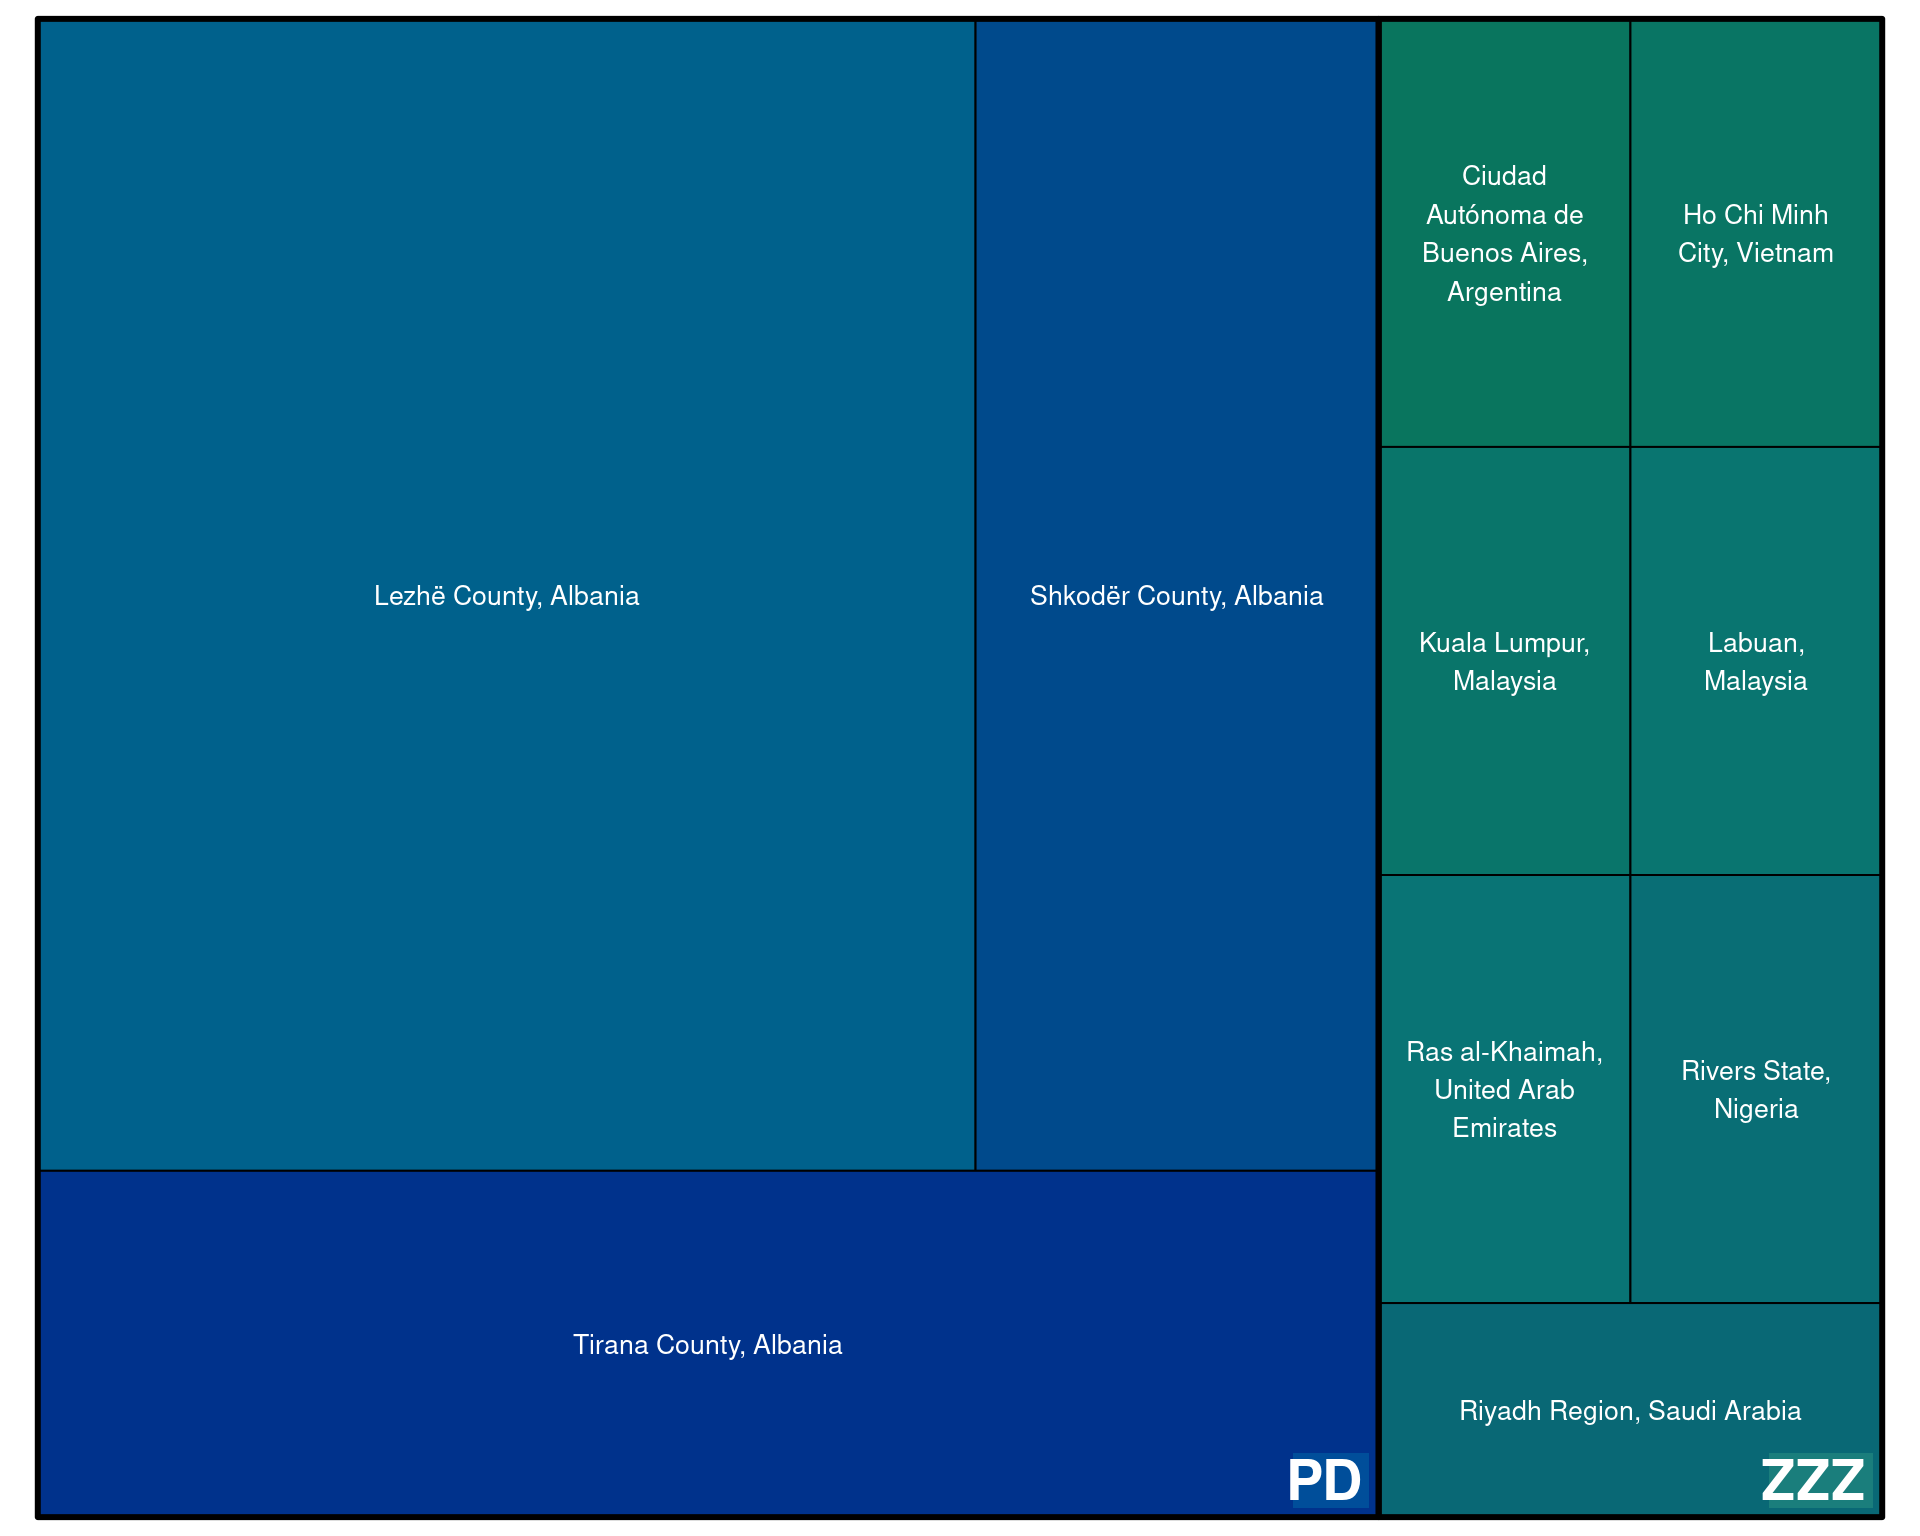 Lezhë County, Albania
Shkodër County, Albania
Tirana County, Albania
PD
Ciudad
Autónoma de
Buenos Aires,
Argentina
Ho Chi Minh
City, Vietnam
Kuala Lumpur,
Malaysia
Labuan,
Malaysia
Ras al-Khaimah,
United Arab
Emirates
Rivers State,
Nigeria
Riyadh Region, Saudi Arabia
ZZZ